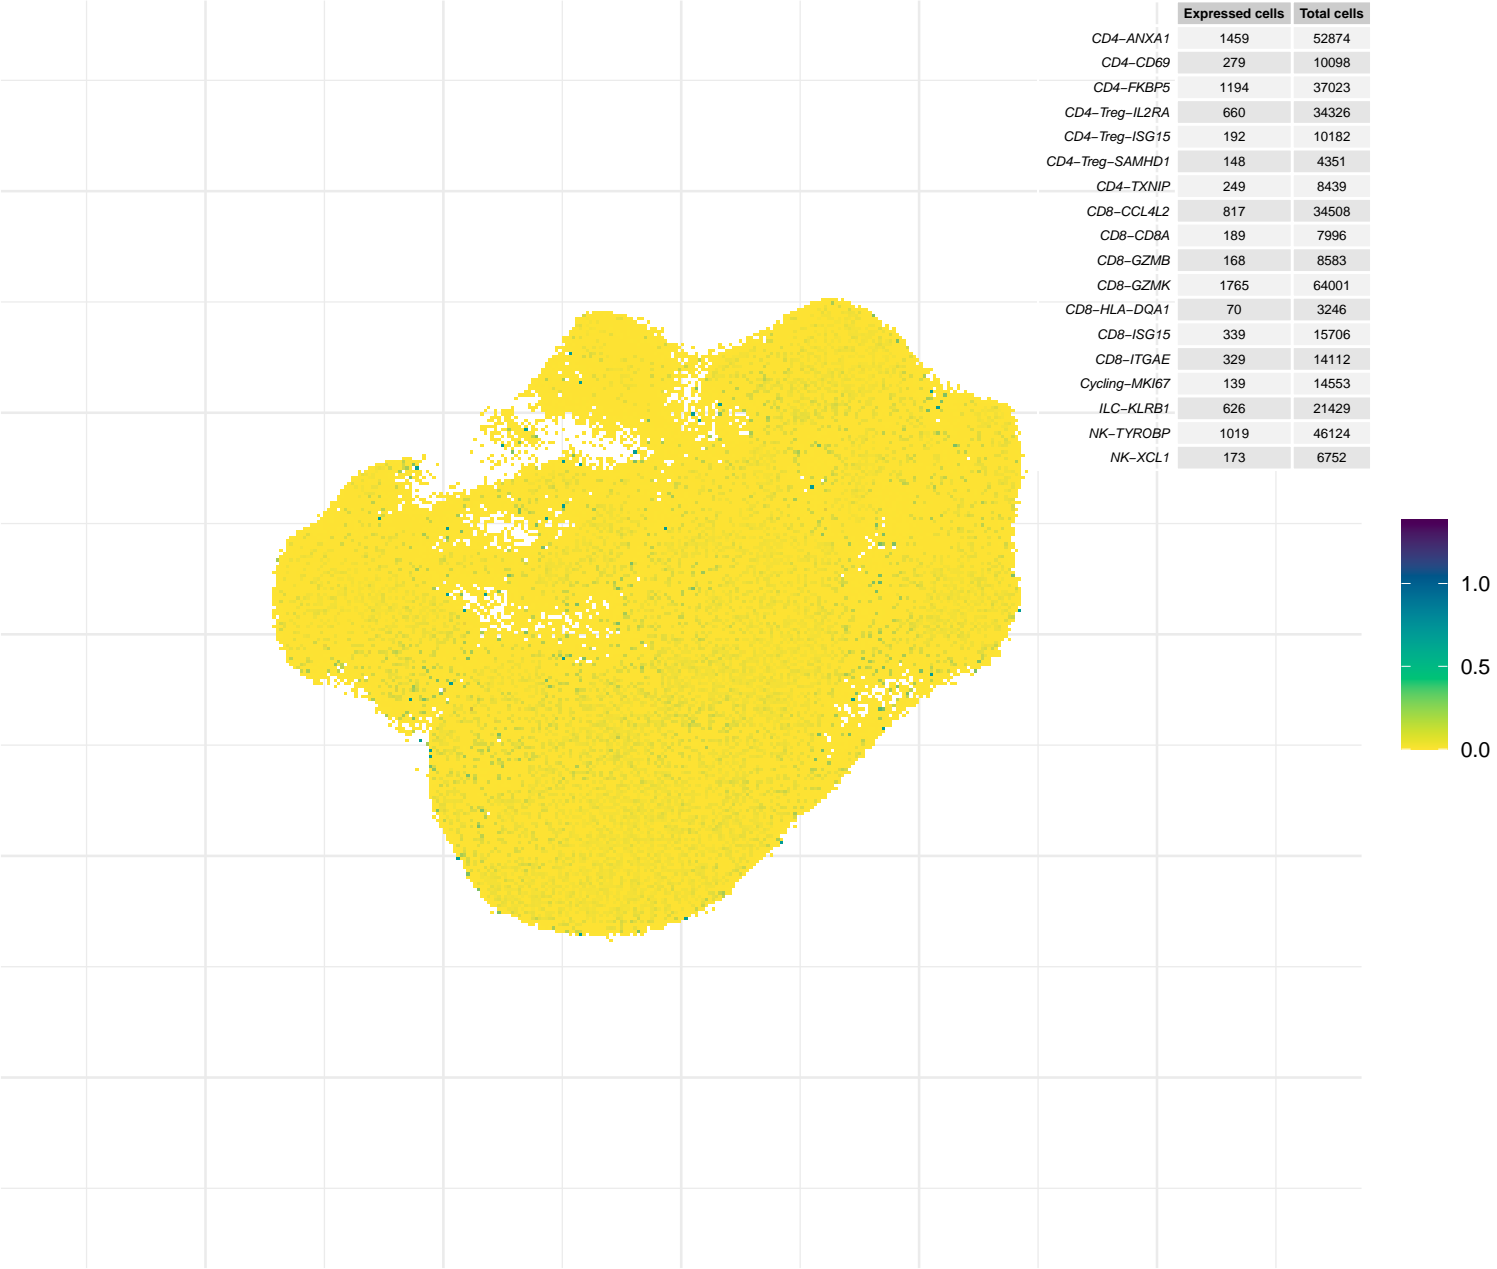 Expressed cells Total cells
CD4−ANXA1 1459 52874
CD4−CD69 279 10098
CD4−FKBP5 1194 37023
CD4−Treg−IL2RA 660 34326
CD4−Treg−ISG15 192 10182
CD4−Treg−SAMHD1 148 4351
CD4−TXNIP 249 8439
CD8−CCL4L2 817 34508
CD8−CD8A 189 7996
CD8−GZMB 168 8583
CD8−GZMK 1765 64001
CD8−HLA−DQA1 70 3246
CD8−ISG15 339 15706
CD8−ITGAE 329 14112
Cycling−MKI67 139 14553
ILC−KLRB1 626 21429
NK−TYROBP 1019 46124
NK−XCL1 173 6752
1.0
0.5
0.0